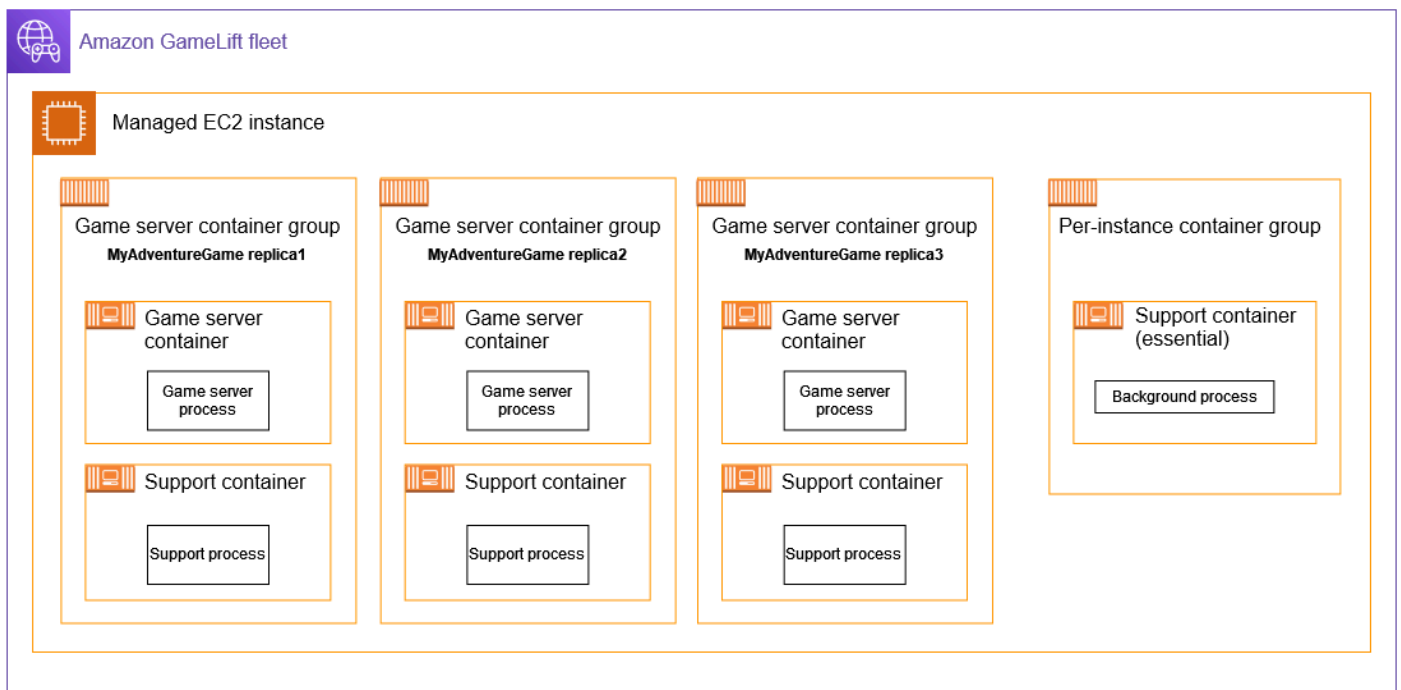 Amazon GameLift fleet
Managed EC2 instance
Game server container group
MyAdventureGame replica1
Game server
container
Game server
process
Support container
Support process
Game server container group
MyAdventureGame replica2
Game server
container
Game server
process
Support container
Support process
Game server container group
MyAdventureGame replica3
Game server
container
Game server
process
Support container
Support process
Per-instance container group
Support container
(essential)
Background process